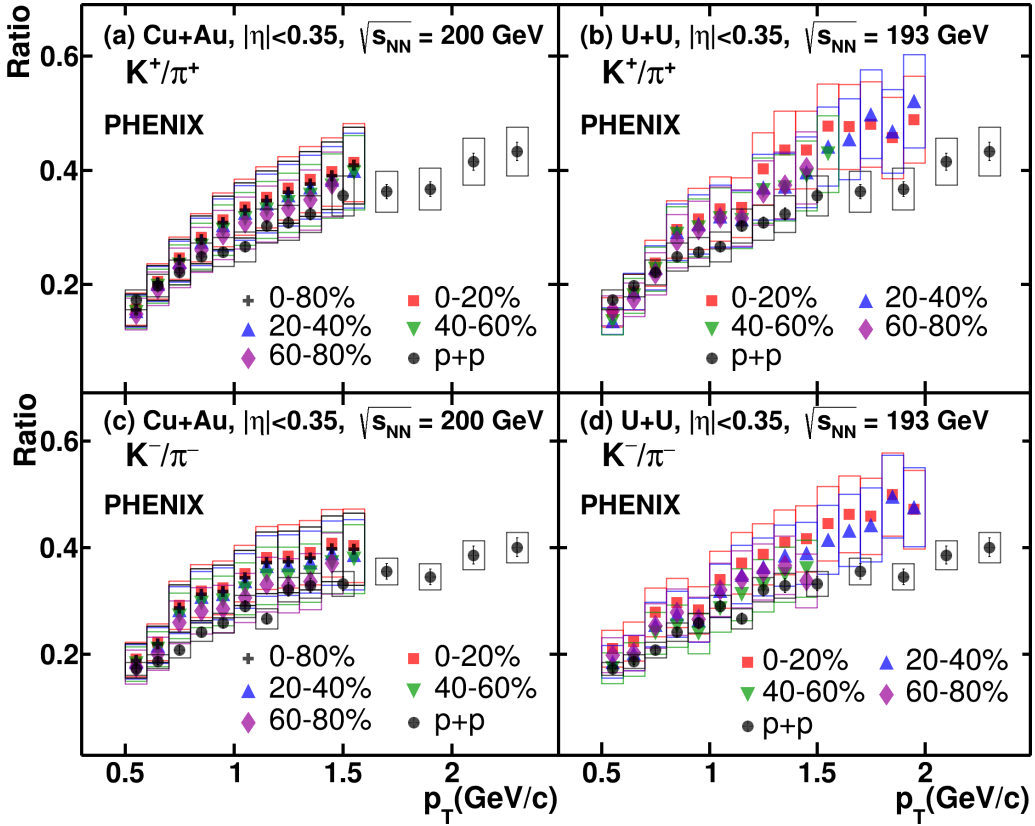 Ratio
0.6
0.4
0.2
(a) Cu+Au, |η|<0.35, √sNN = 200 GeV
K+/π+
PHENIX
0-80%
0-20%
20-40%
40-60%
60-80%
p+p
(b) U+U, |η|<0.35, √sNN = 193 GeV
K+/π+
PHENIX
0-20%
20-40%
40-60%
60-80%
p+p
Ratio
0.6
0.4
0.2
(c) Cu+Au, |η|<0.35, √sNN = 200 GeV
K−/π−
PHENIX
0-80%
0-20%
20-40%
40-60%
60-80%
p+p
(d) U+U, |η|<0.35, √sNN = 193 GeV
K−/π−
PHENIX
0-20%
20-40%
40-60%
60-80%
p+p
0.5 1 1.5 2
pT(GeV/c)
0.5 1 1.5 2
pT(GeV/c)